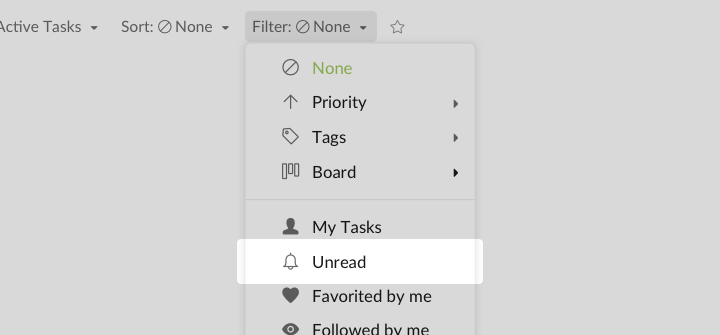 Active Tasks Sort: None Filter: None
None
Priority
Tags
Board
My Tasks
Unread
Favorited by me
Followed by me